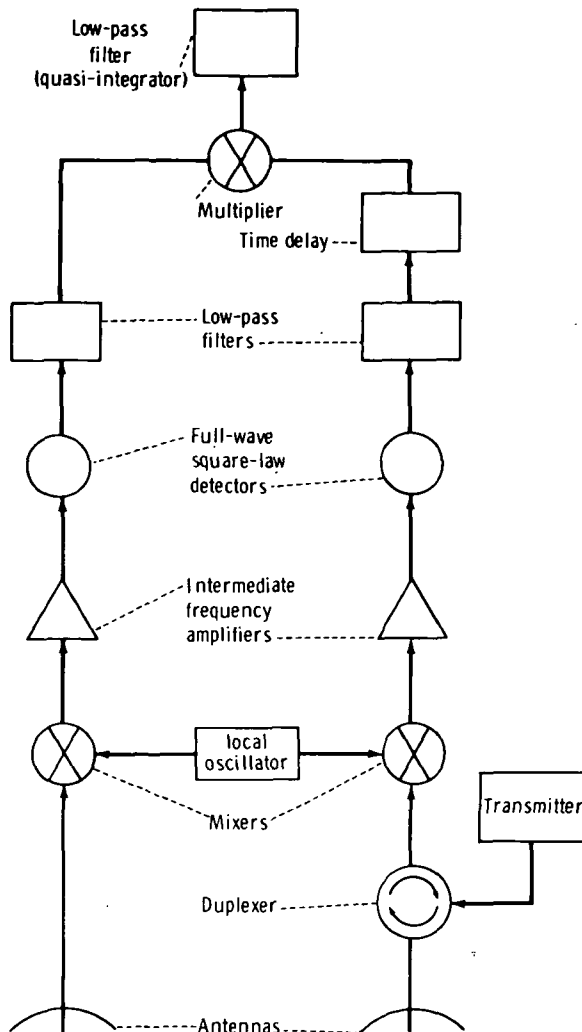 Low-pass
filter
(quasi-integrator)
Multiplier
Time delay
Low-pass
filters
Full-wave
square-law
detectors
Intermediate
frequency
amplifiers
local
oscillator
Mixers
Transmitter
Duplexer
Antennas